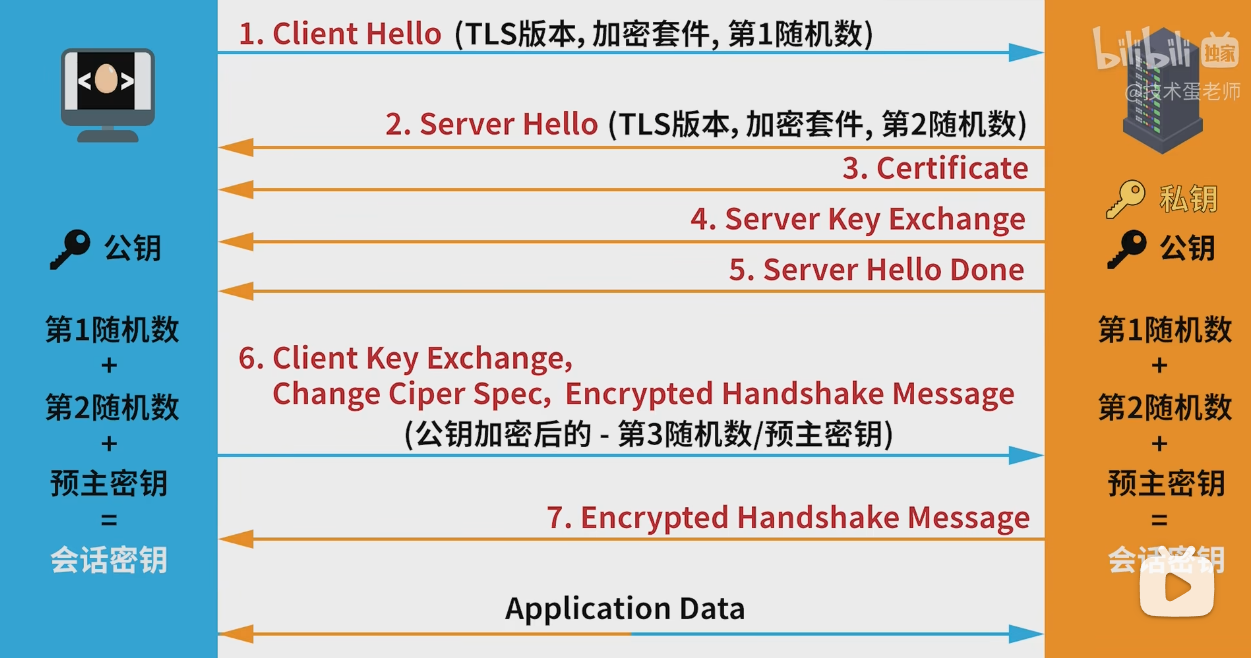 1. Client Hello (TLS版本, 加密套件, 第1随机数)
bilibili 独家
@技术蛋老师
< >
2. Server Hello (TLS版本, 加密套件, 第2随机数)
3. Certificate
私钥
4. Server Key Exchange
公钥
公钥
5. Server Hello Done
第1随机数
+
第2随机数
+
预主密钥
=
会话密钥
6. Client Key Exchange,
Change Ciper Spec, Encrypted Handshake Message
(公钥加密后的 - 第3随机数/预主密钥)
7. Encrypted Handshake Message
Application Data
第1随机数
+
第2随机数
+
预主密钥
=
会话密钥